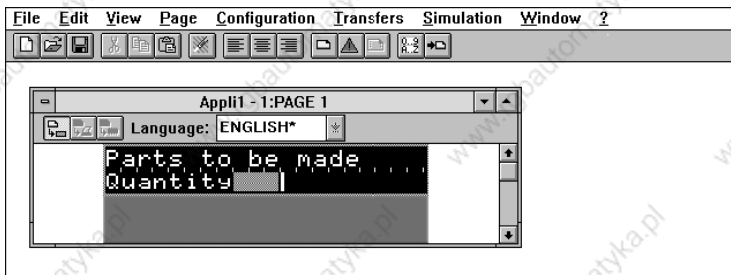 File Edit View Page Configuration Transfers Simulation Window ?
Appli1 - 1:PAGE 1
Language: ENGLISH*
Parts to be made
Quantity